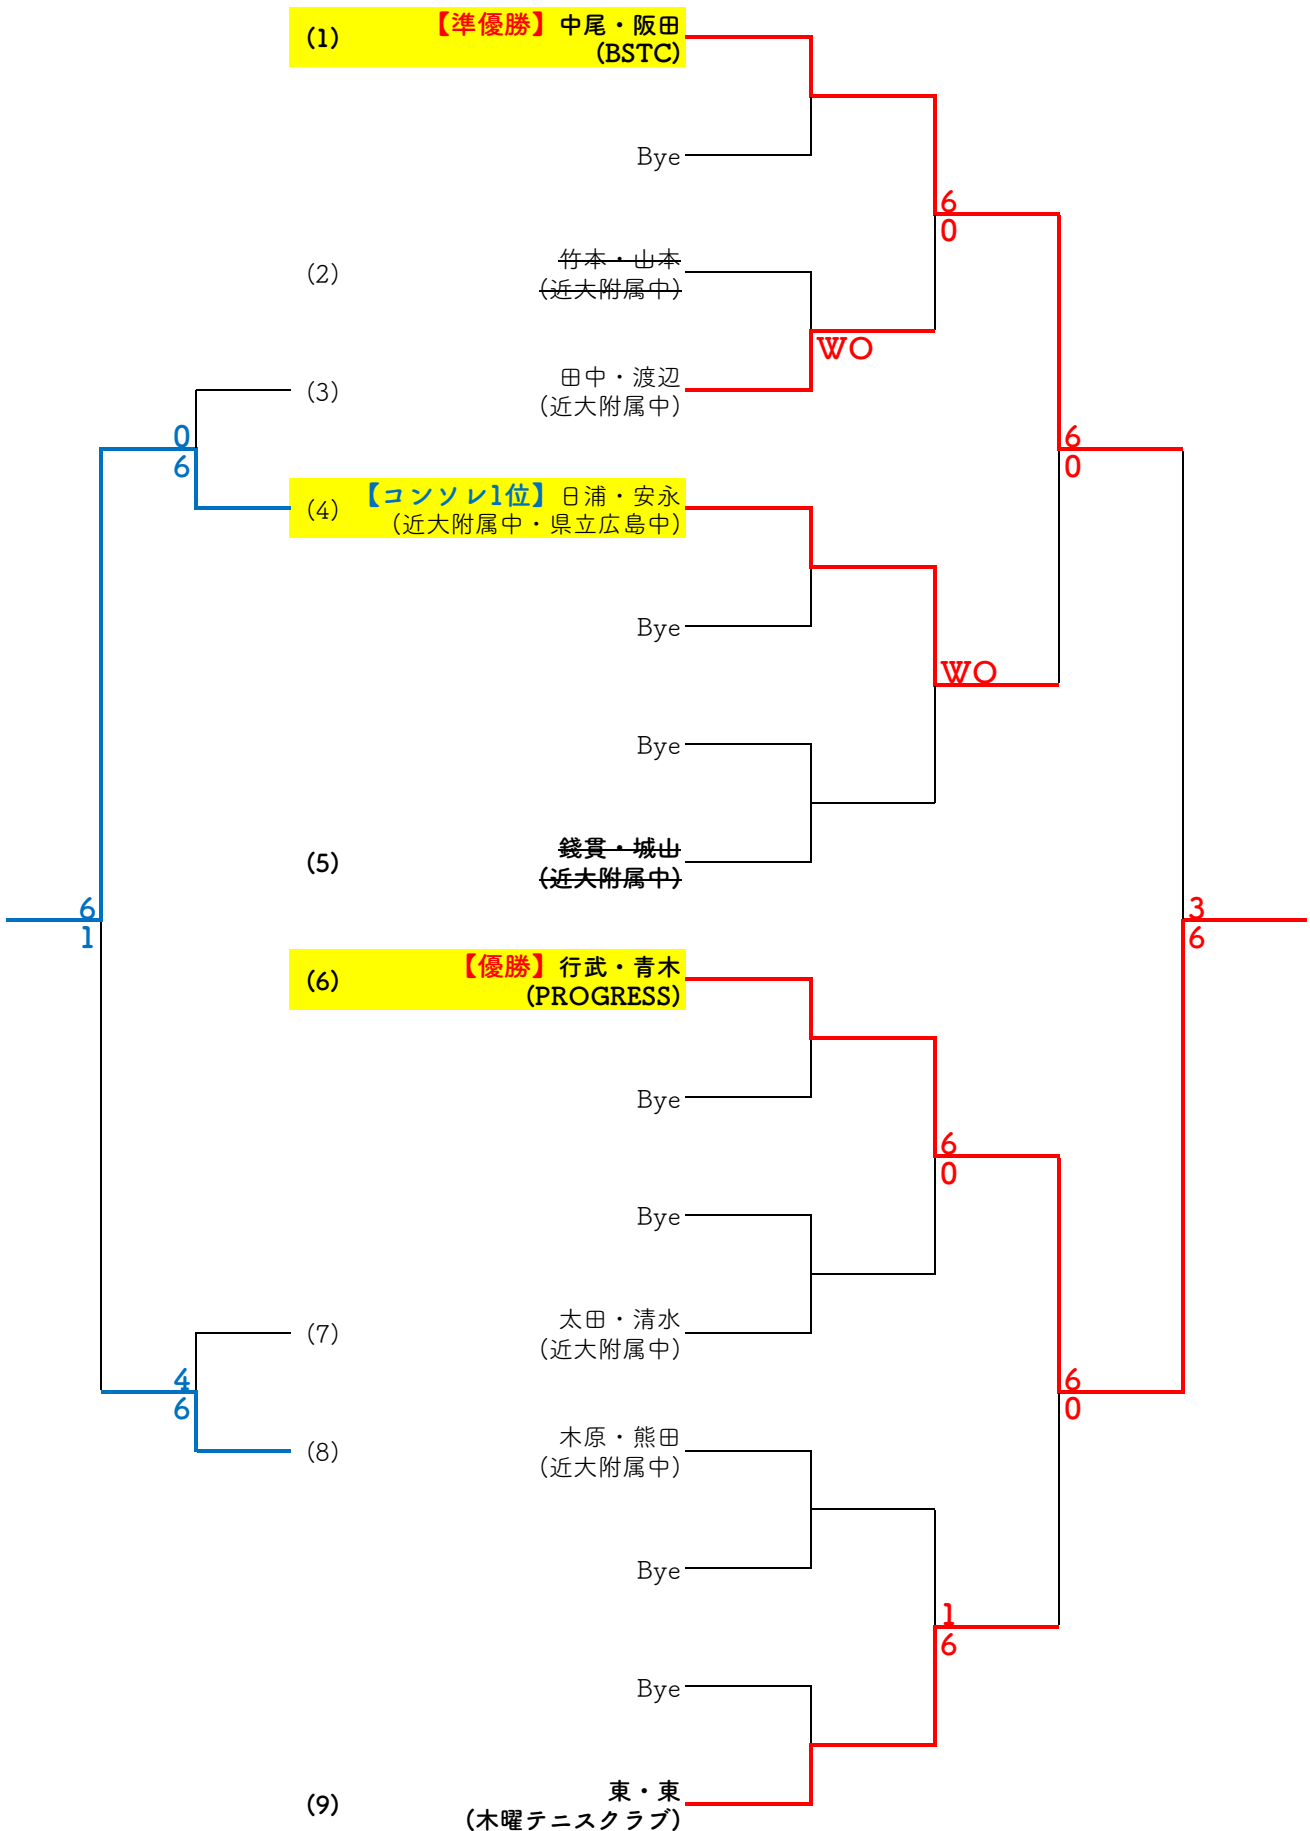 (1) 【準優勝】中尾・阪田
(BSTC)
Bye
6
0
(2) 竹本・山本
(近大附属中)
WO
(3) 田中・渡辺
(近大附属中)
0
6
6
0
(4) 【コンソレ1位】日浦・安永
(近大附属中・県立広島中)
Bye
WO
Bye
(5) 錢貫・城山
(近大附属中)
6
1
3
6
(6) 【優勝】行武・青木
(PROGRESS)
Bye
6
0
Bye
(7) 太田・清水
(近大附属中)
4
6
6
0
(8) 木原・熊田
(近大附属中)
Bye
1
6
Bye
(9) 東・東
(木曜テニスクラブ)